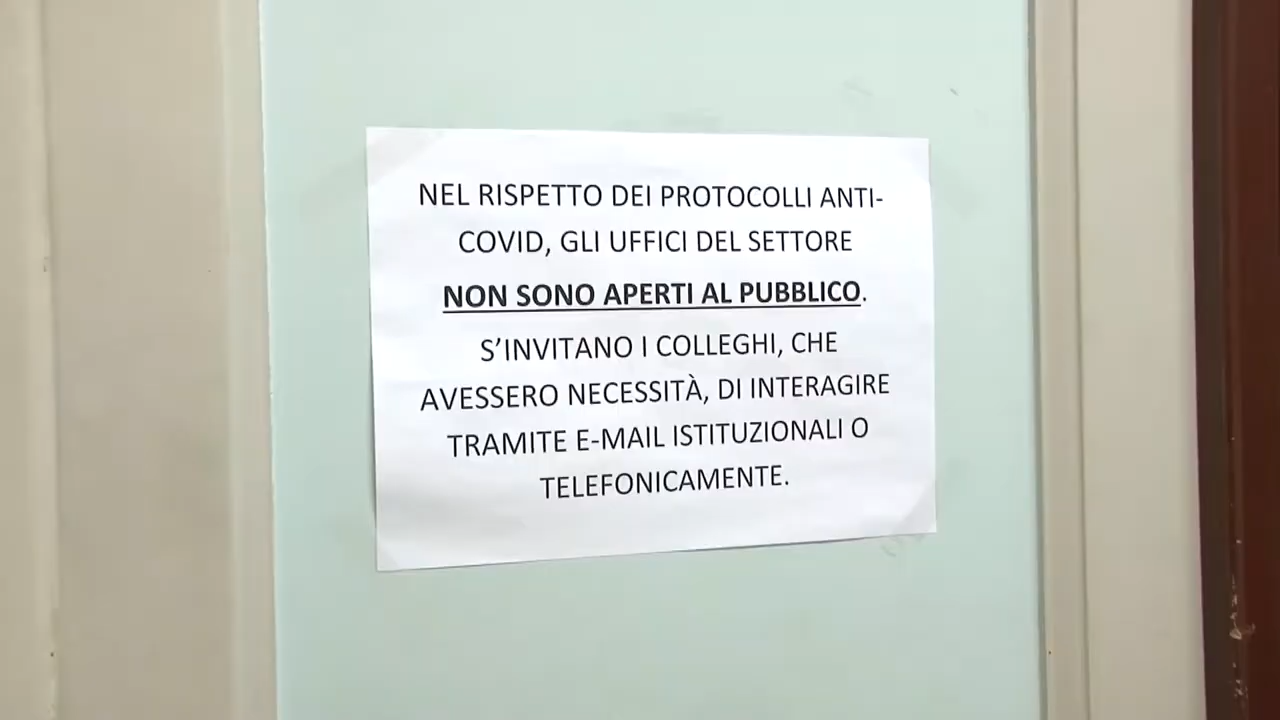 NEL RISPETTO DEI PROTOCOLLI ANTI-
COVID, GLI UFFICI DEL SETTORE
NON SONO APERTI AL PUBBLICO.
S'INVITANO I COLLEGHI, CHE
AVESSERO NECESSITÀ, DI INTERAGIRE
TRAMITE E-MAIL ISTITUZIONALI O
TELEFONICAMENTE.